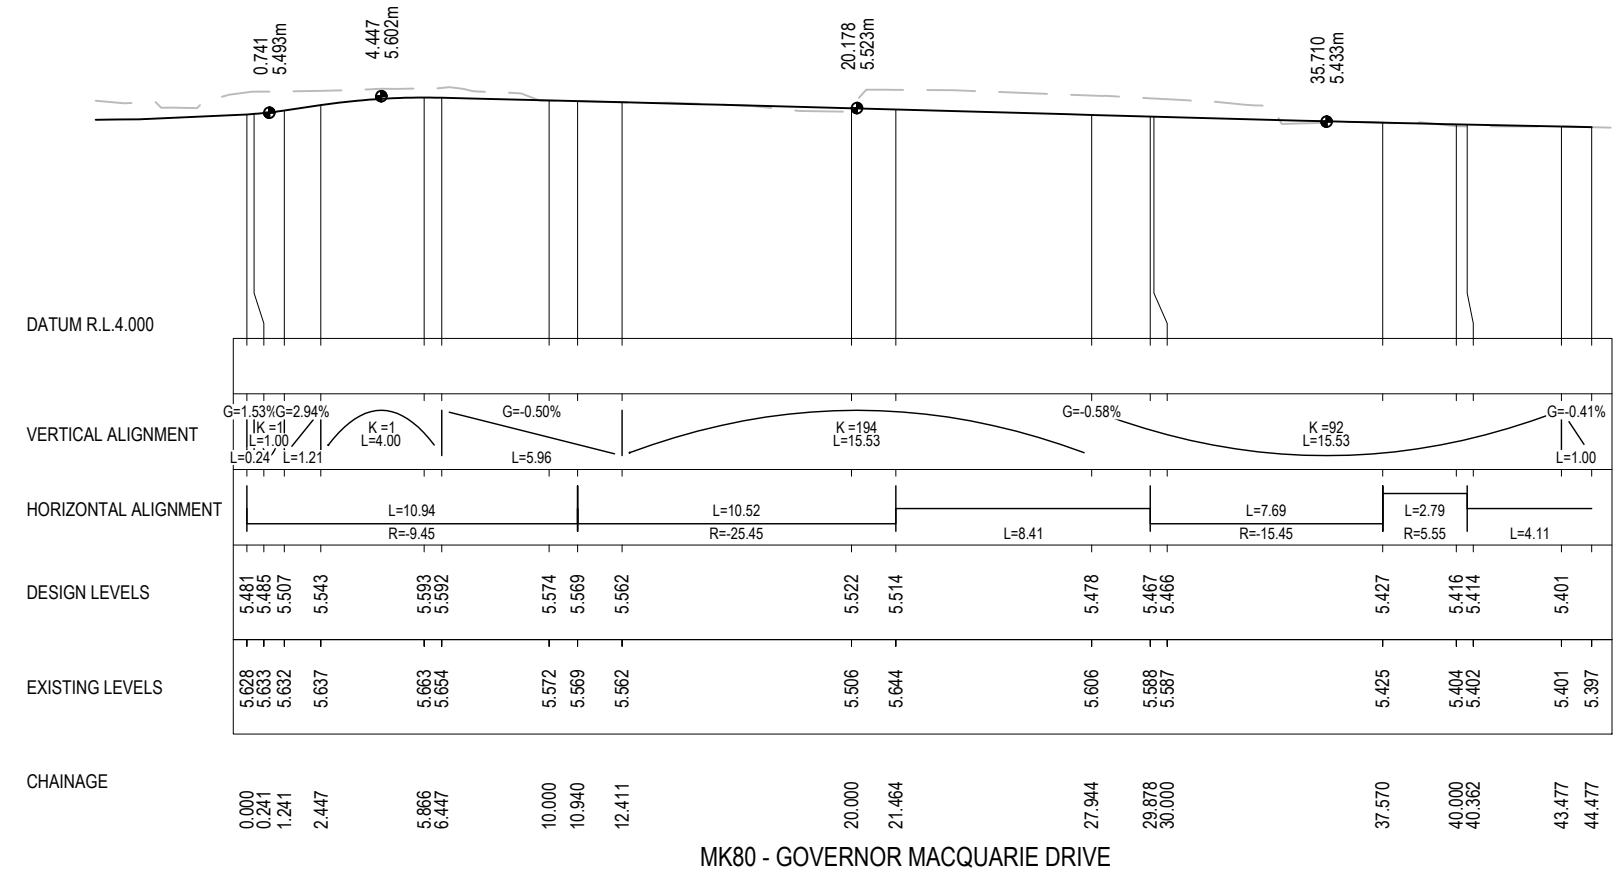 0.741
5.493m
4.447
5.602m
20.178
5.523m
35.710
5.433m
DATUM R.L.4.000
VERTICAL ALIGNMENT
G=1.53%
G=2.94%
G=-0.50%
G=-0.58%
G=-0.41%
K =1
L=1.00
K =1
L=4.00
K =194
L=15.53
K =92
L=15.53
L=0.24
L=1.21
L=5.96
L=1.00
HORIZONTAL ALIGNMENT
L=10.94
R=-9.45
L=10.52
R=-25.45
L=8.41
L=7.69
R=-15.45
L=2.79
R=5.55
L=4.11
DESIGN LEVELS
5.481
5.485
5.507
5.543
5.593
5.592
5.574
5.569
5.562
5.522
5.514
5.478
5.467
5.466
5.427
5.416
5.414
5.401
EXISTING LEVELS
5.628
5.633
5.632
5.637
5.663
5.654
5.572
5.569
5.562
5.506
5.644
5.606
5.588
5.587
5.425
5.404
5.402
5.401
5.397
CHAINAGE
0.000
0.241
1.241
2.447
5.866
6.447
10.000
10.940
12.411
20.000
21.464
27.944
29.878
30.000
37.570
40.000
40.362
43.477
44.477
MK80 - GOVERNOR MACQUARIE DRIVE